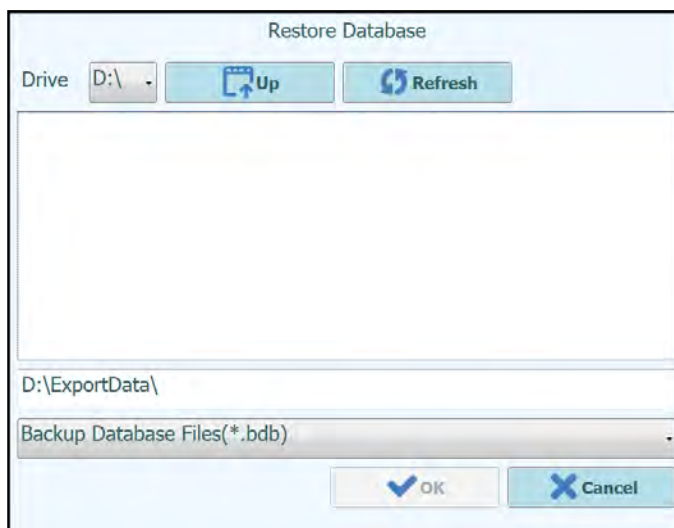 Restore Database
Drive D:\ Up Refresh
D:\ExportData\
Backup Database Files(*.bdb)
OK Cancel